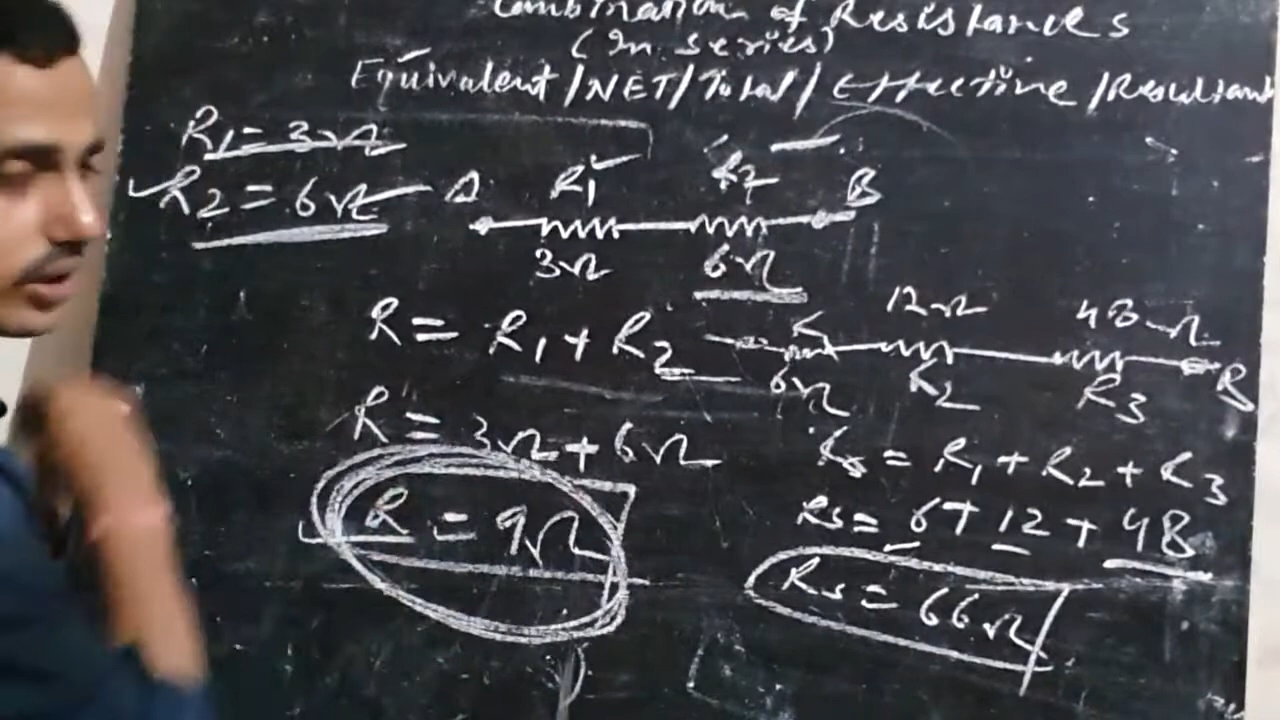 Combination of Resistances
(In series)
Equivalent/NET/Total/Effective/Resultant
R1=3Ω
R2=6Ω
A R1 R2 B
3Ω 6Ω
R= R1+R2
R= 3Ω+6Ω
R = 9Ω
12Ω 48Ω
6Ω R2 R3 B
Rs = R1+R2+R3
Rs= 6+12+48
Rs= 66Ω